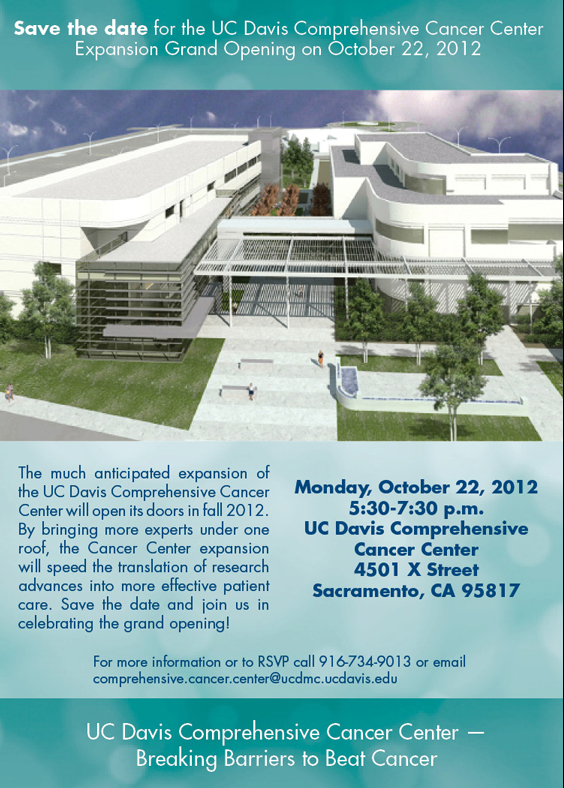 Save the date for the UC Davis Comprehensive Cancer Center
Expansion Grand Opening on October 22, 2012
The much anticipated expansion of
the UC Davis Comprehensive Cancer
Center will open its doors in fall 2012.
By bringing more experts under one
roof, the Cancer Center expansion
will speed the translation of research
advances into more effective patient
care. Save the date and join us in
celebrating the grand opening!
Monday, October 22, 2012
5:30-7:30 p.m.
UC Davis Comprehensive
Cancer Center
4501 X Street
Sacramento, CA 95817
For more information or to RSVP call 916-734-9013 or email
comprehensive.cancer.center@ucdmc.ucdavis.edu
UC Davis Comprehensive Cancer Center —
Breaking Barriers to Beat Cancer